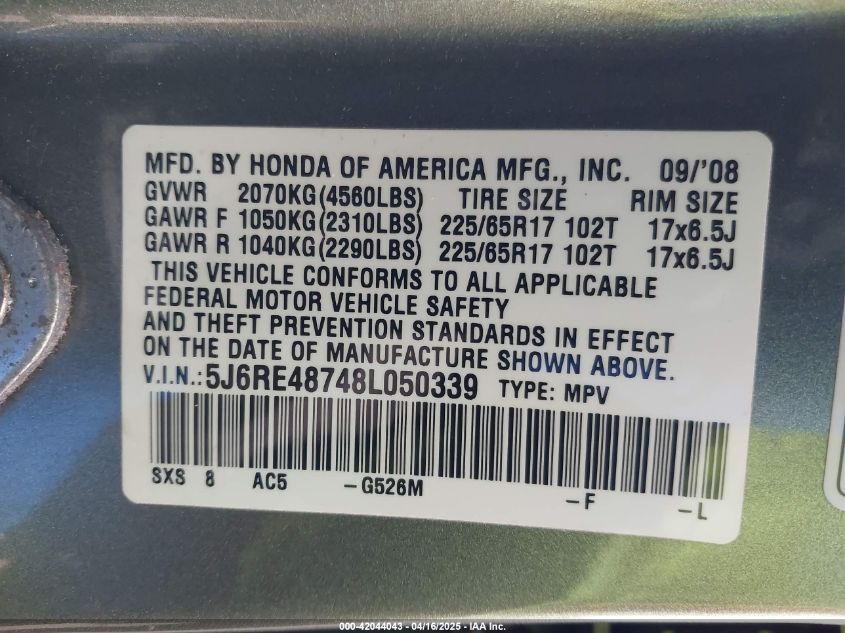 MFD. BY HONDA OF AMERICA MFG., INC. 09/'08
GVWR 2070KG(4560LBS) TIRE SIZE RIM SIZE
GAWR F 1050KG(2310LBS) 225/65R17 102T 17x6.5J
GAWR R 1040KG(2290LBS) 225/65R17 102T 17x6.5J
THIS VEHICLE CONFORMS TO ALL APPLICABLE
FEDERAL MOTOR VEHICLE SAFETY
AND THEFT PREVENTION STANDARDS IN EFFECT
ON THE DATE OF MANUFACTURE SHOWN ABOVE.
V.I.N.:5J6RE48748L050339 TYPE: MPV
SXS 8 AC5 -G526M -F -L
000-42044043 - 04/16/2025 - IAA Inc.